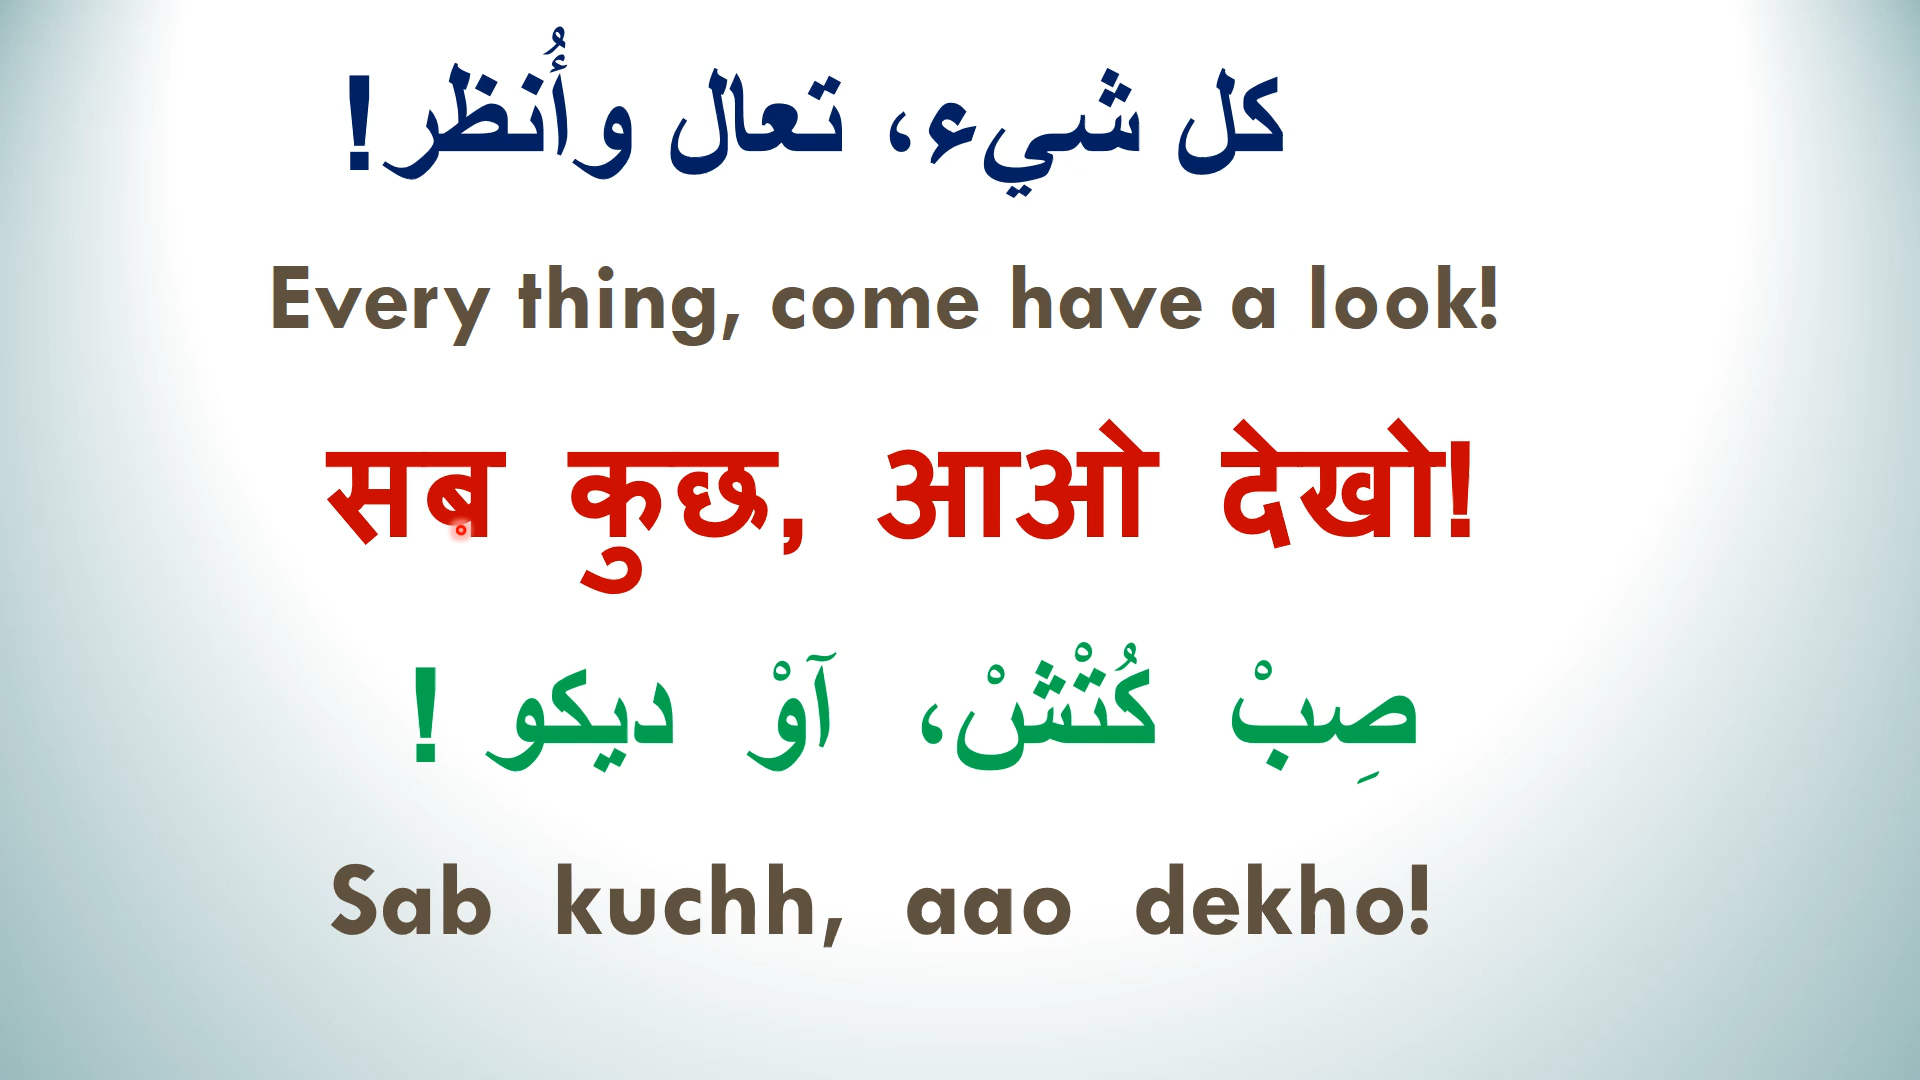 كل شيء، تعال وأُنظر!
Every thing, come have a look!
सब कुछ, आओ देखो!
صِبْ كُتْشْ، آوْ ديكو !
Sab kuchh, aao dekho!